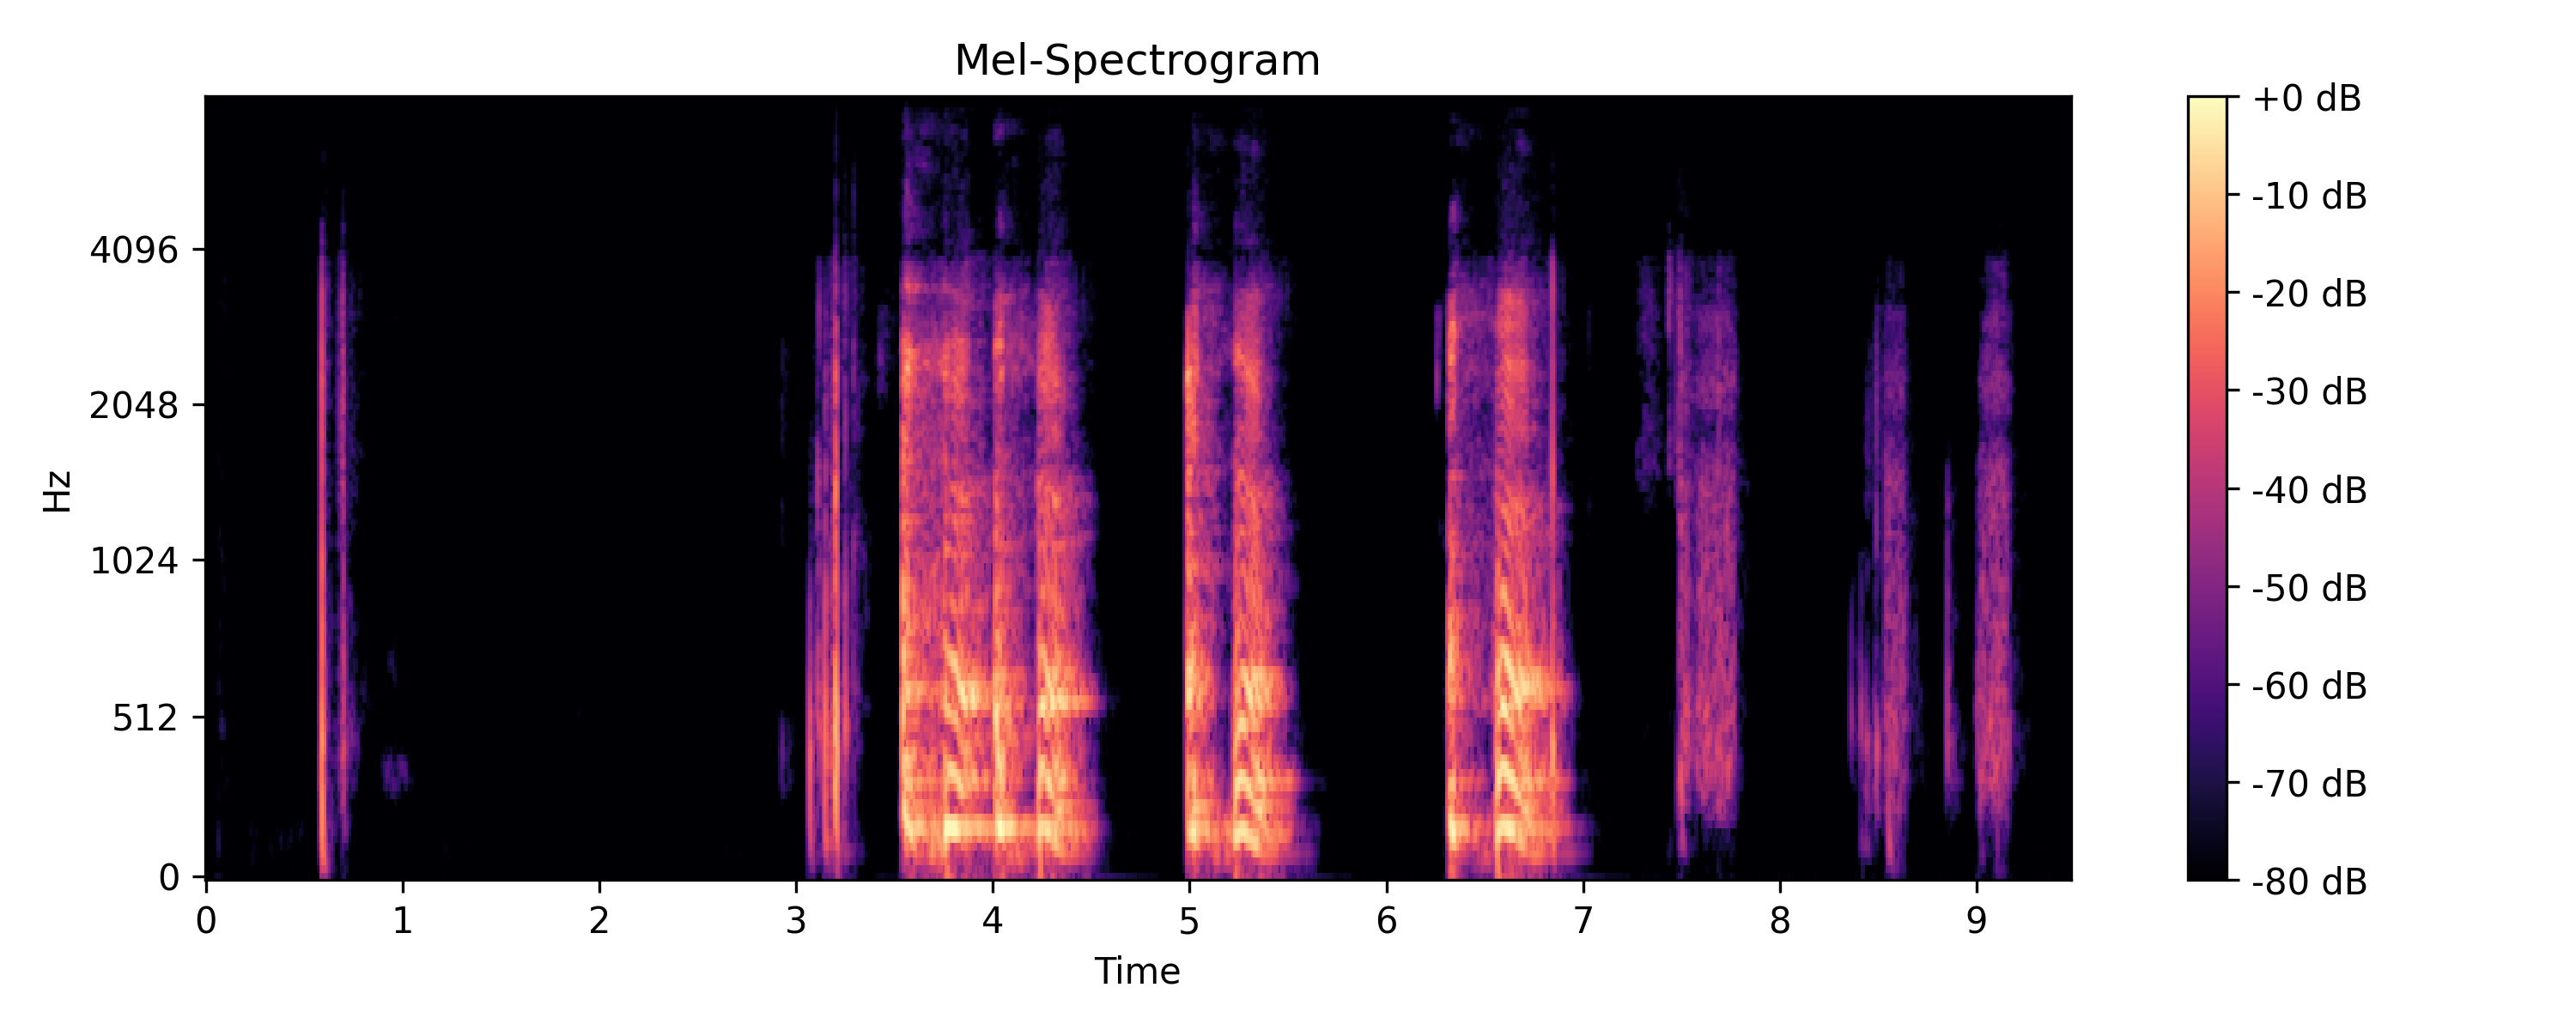 Mel-Spectrogram
+0 dB
-10 dB
-20 dB
-30 dB
-40 dB
-50 dB
-60 dB
-70 dB
-80 dB
Hz
4096
2048
1024
512
0
0 1 2 3 4 5 6 7 8 9
Time